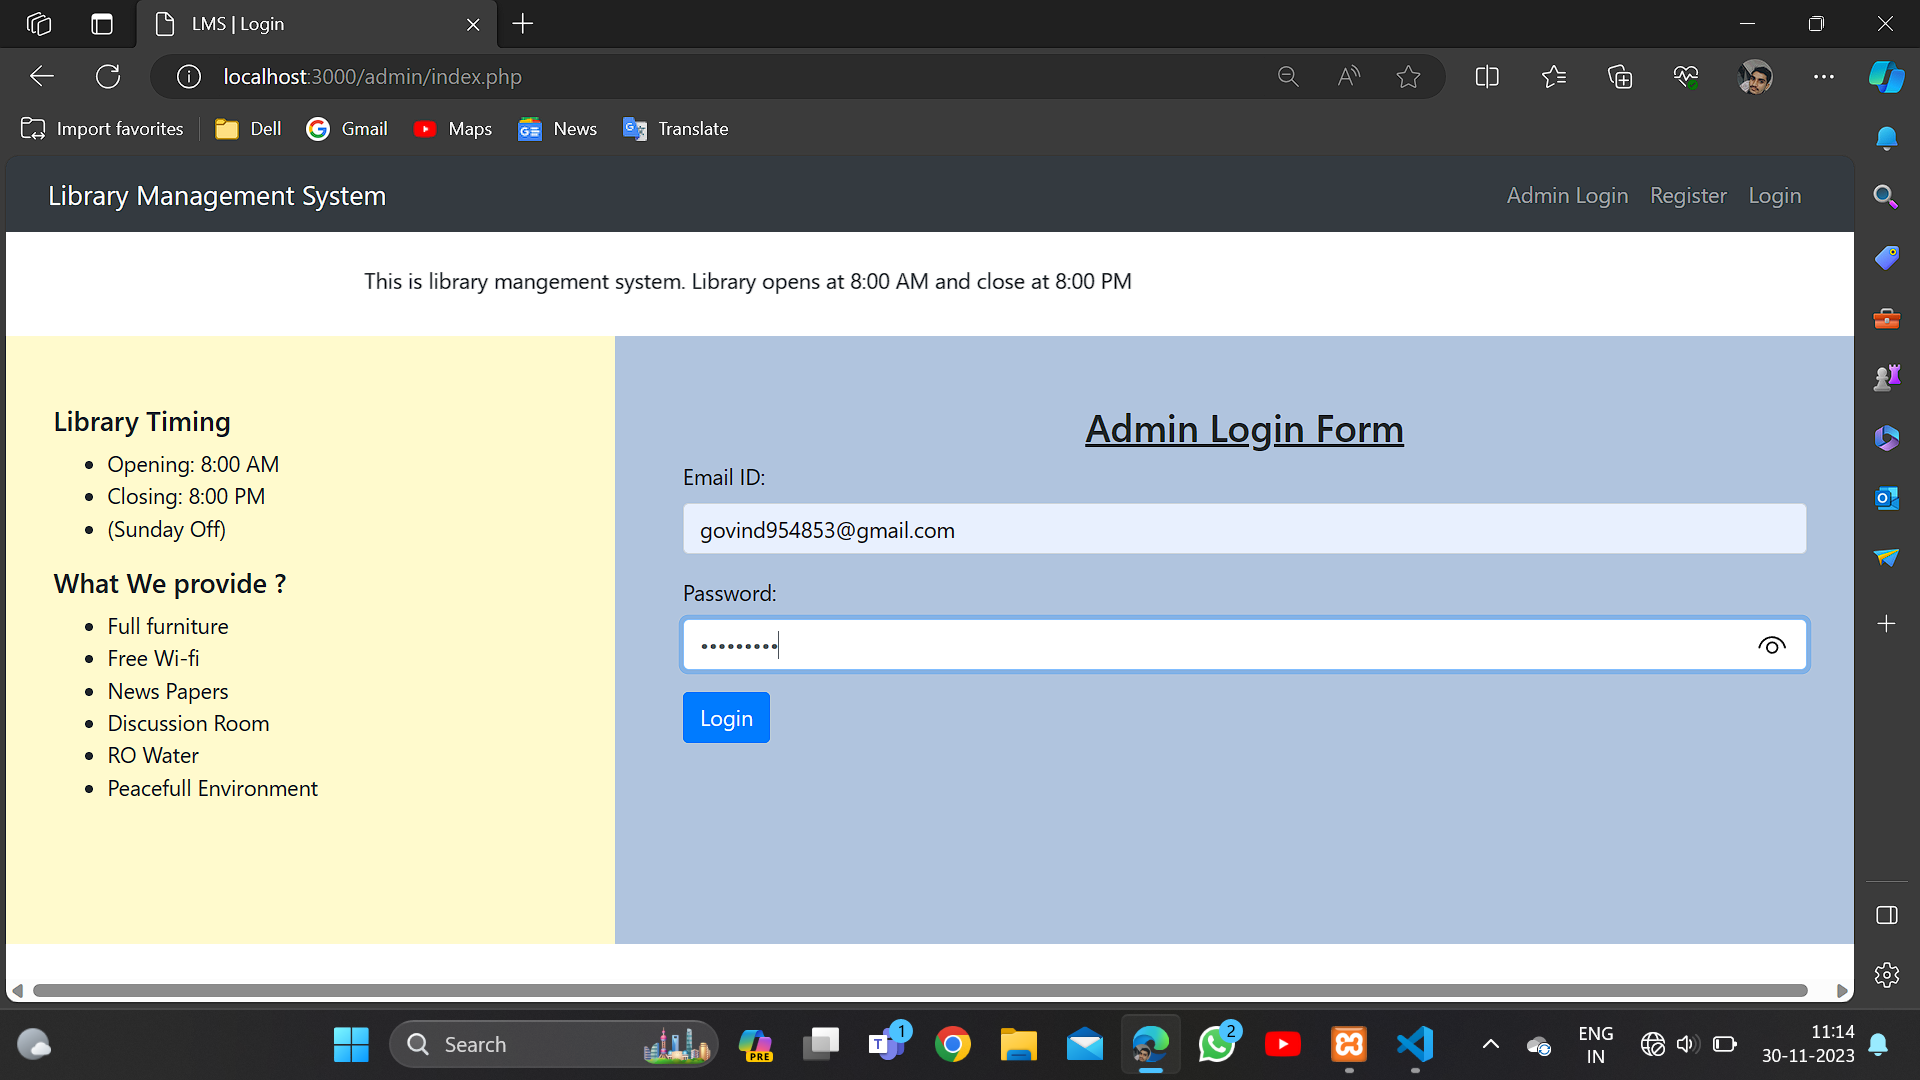 LMS | Login
localhost:3000/admin/index.php
Import favorites
Dell
Gmail
Maps
News
Translate
Library Management System
Admin Login
Register
Login
This is library mangement system. Library opens at 8:00 AM and close at 8:00 PM
Library Timing
Opening: 8:00 AM
Closing: 8:00 PM
(Sunday Off)
What We provide ?
Full furniture
Free Wi-fi
News Papers
Discussion Room
RO Water
Peacefull Environment
Admin Login Form
Email ID:
govind954853@gmail.com
Password:
•••••••••
Login
Search
PRE
T
1
2
ENG
IN
11:14
30-11-2023